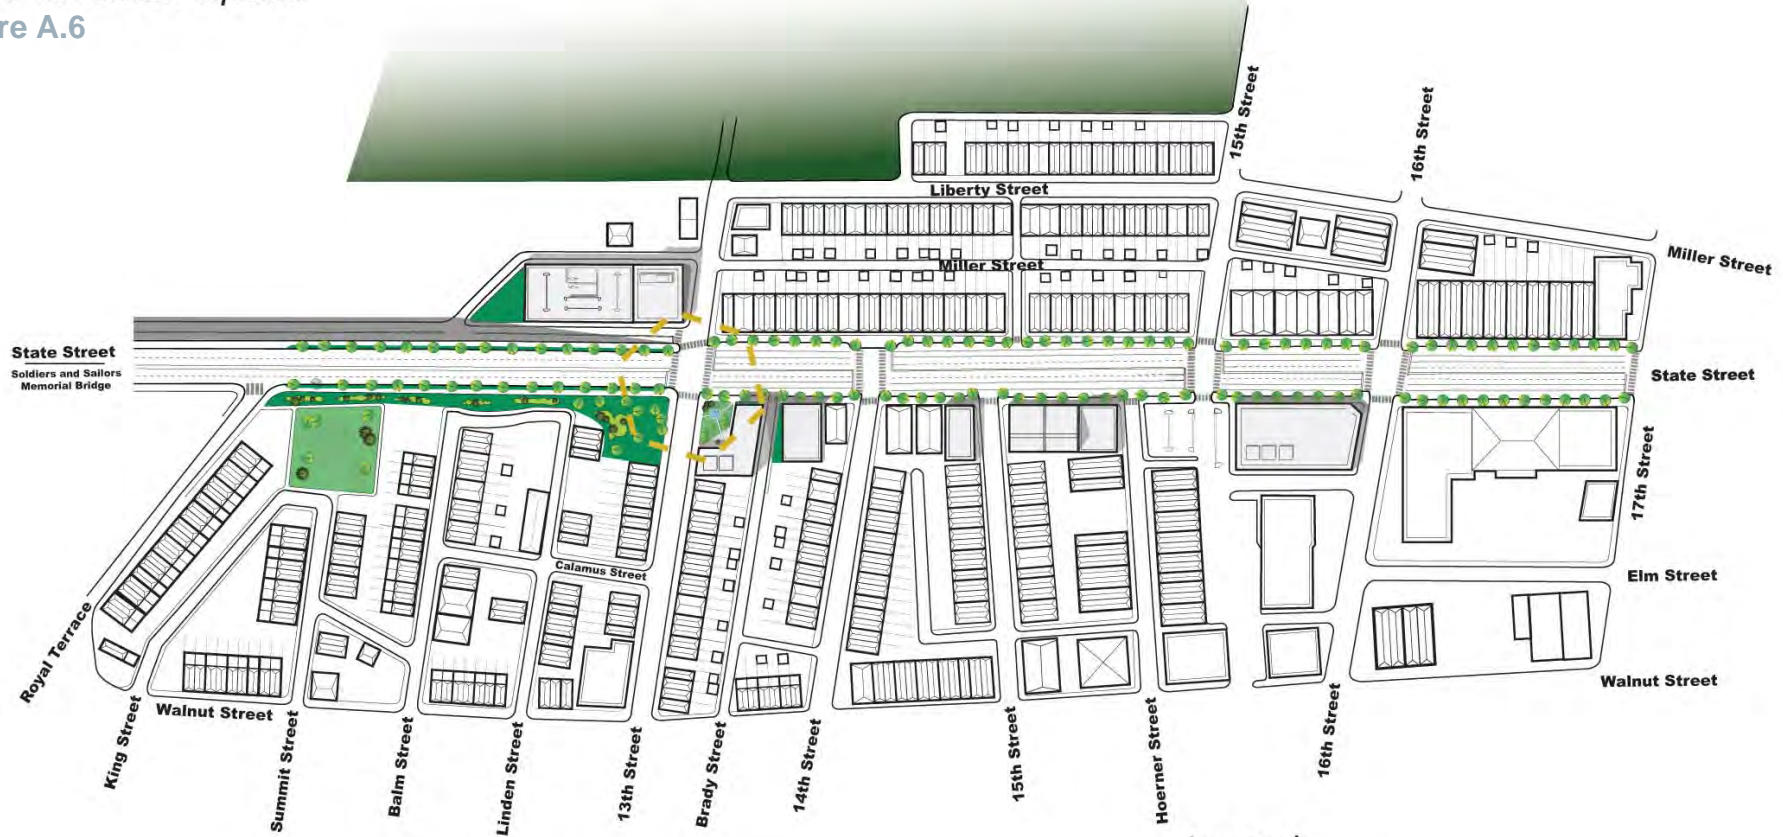 re A.6
15th Street
16th Street
Liberty Street
Miller Street
Miller Street
State Street
Soldiers and Sailors
Memorial Bridge
State Street
17th Street
Calamus Street
Elm Street
Royal Terrace
Walnut Street
Walnut Street
King Street
Summit Street
Balm Street
Linden Street
13th Street
Brady Street
14th Street
15th Street
Hoerner Street
16th Street